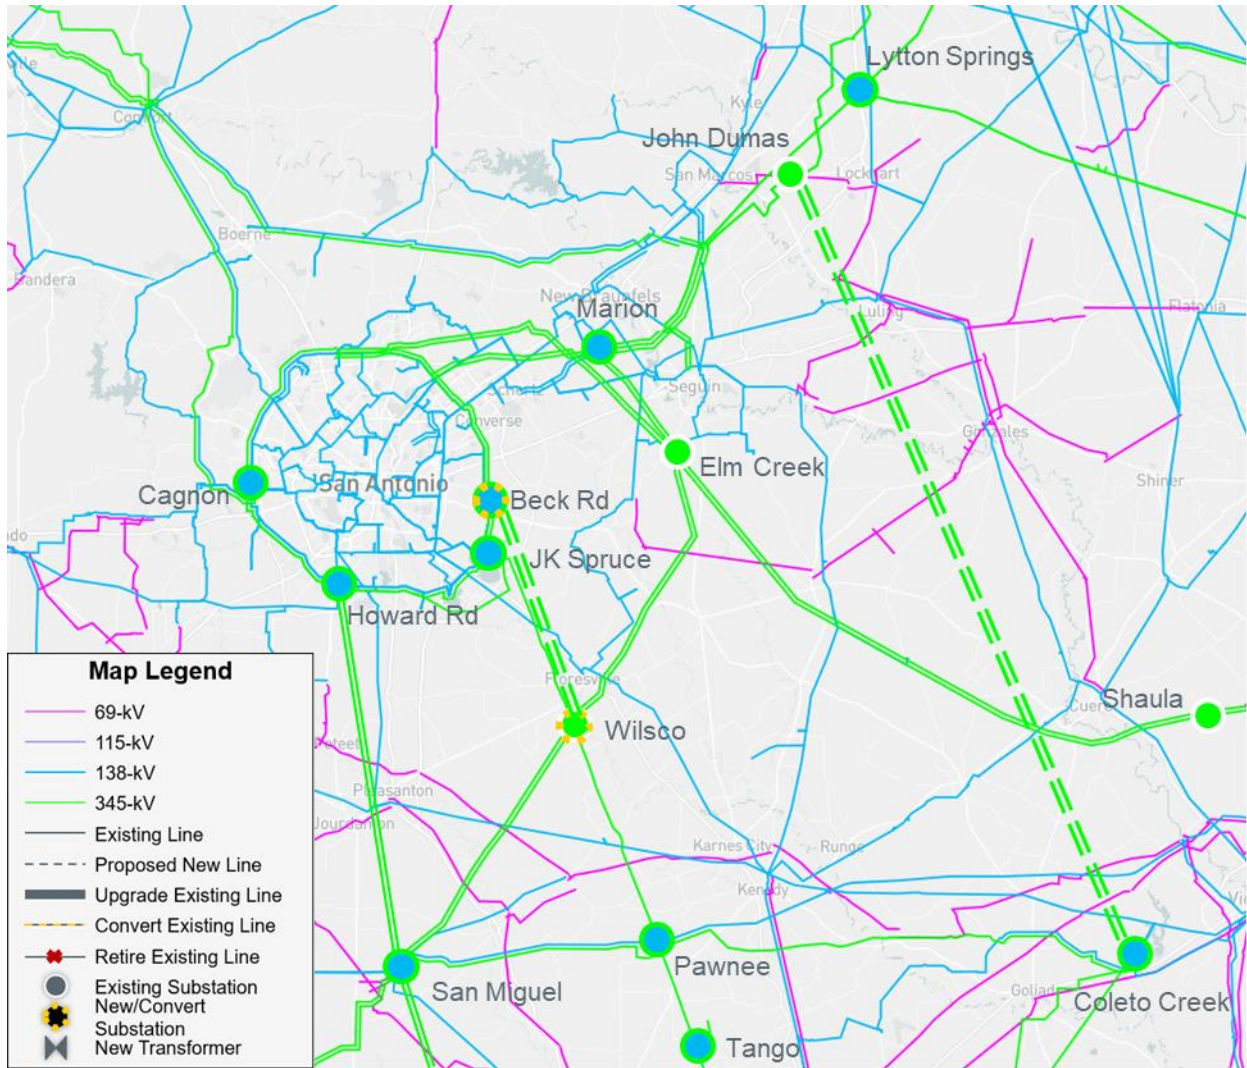 Lytton Springs
Kyle
John Dumas
San Marcos
Lockhart
Comfort
Boerne
Bandera
New Braunfels
Marion
Luling
Flatonia
Seguin
Schertz
Converse
Gonzales
Elm Creek
Shiner
San Antonio
Cagnon
Beck Rd
JK Spruce
Howard Rd
Floresville
Wilsco
Cuero
Shaula
Pleasanton
Jourdanton
Karnes City
Runge
Kenedy
Pawnee
San Miguel
Goliad
Coleto Creek
Tango
Map Legend
69-kV
115-kV
138-kV
345-kV
Existing Line
Proposed New Line
Upgrade Existing Line
Convert Existing Line
Retire Existing Line
Existing Substation
New/Convert
Substation
New Transformer